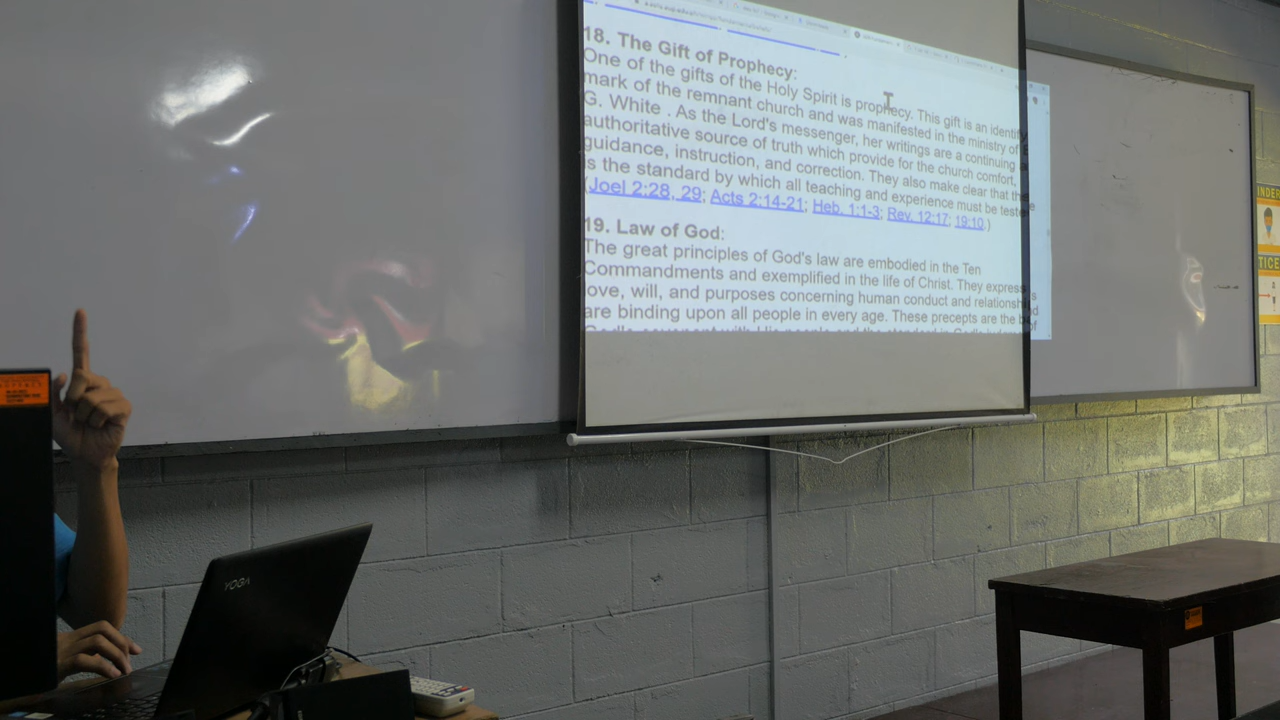 18. The Gift of Prophecy:
One of the gifts of the Holy Spirit is prophecy. This gift is an identify
mark of the remnant church and was manifested in the ministry of
G. White . As the Lord's messenger, her writings are a continuing
authoritative source of truth which provide for the church comfort,
guidance, instruction, and correction. They also make clear that the
is the standard by which all teaching and experience must be teste
(Joel 2:28, 29; Acts 2:14-21; Heb. 1:1-3; Rev. 12:17; 19:10.)
19. Law of God:
The great principles of God's law are embodied in the Ten
Commandments and exemplified in the life of Christ. They express
love, will, and purposes concerning human conduct and relationsh
are binding upon all people in every age. These precepts are the b
YOGA